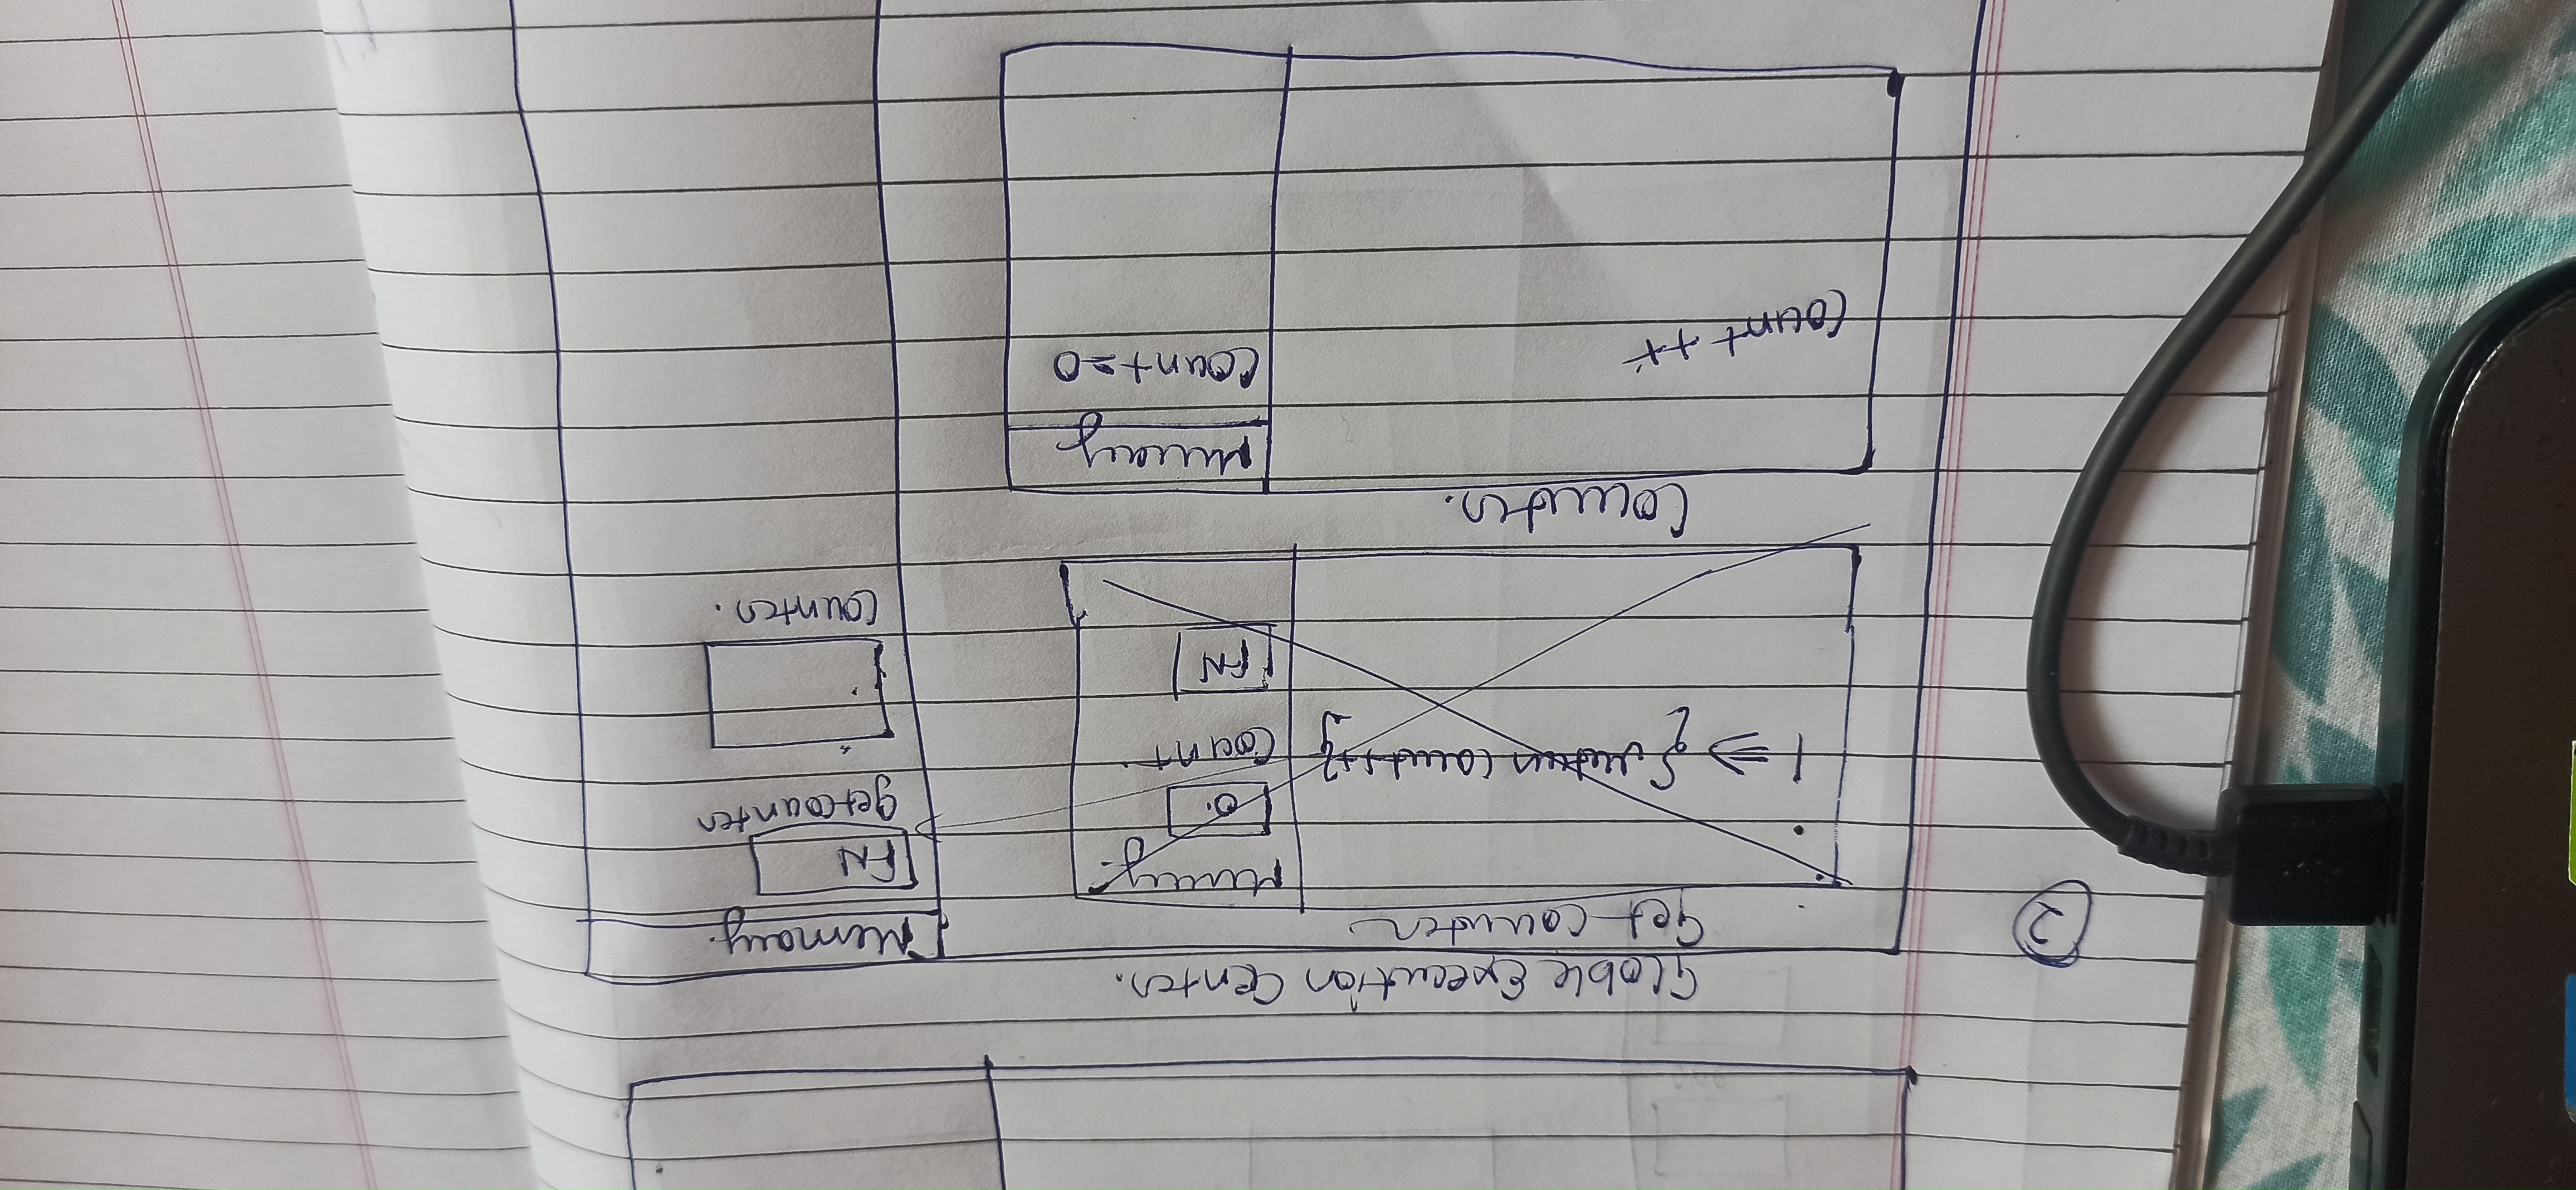 Globle Execution Center.
2
Get counter
Memory.
FN
getcounter
0.
1 => {return count++}
count
FN
counter.
Counter.
Memory
count=0
count ++